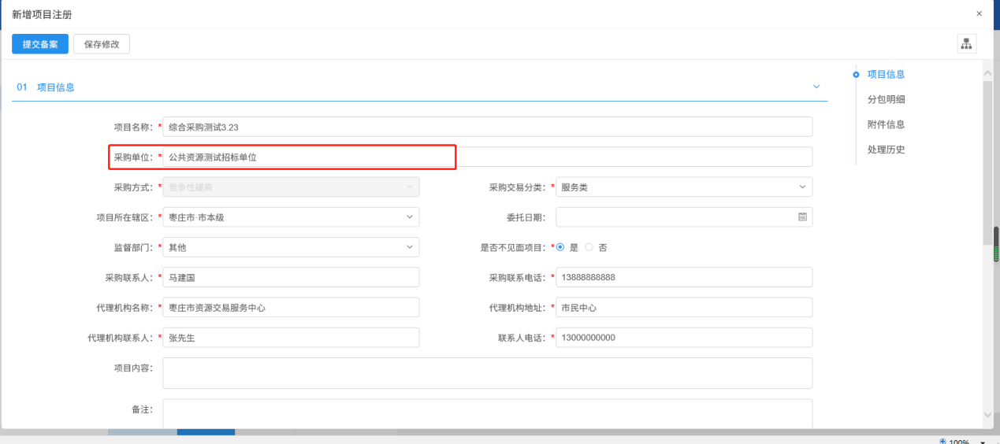 新增项目注册 ×
提交备案 保存修改
01 项目信息
项目信息
分包明细
附件信息
处理历史
项目名称: * 综合采购测试3.23
采购单位: * 公共资源测试招标单位
采购方式: * 竞争性磋商 采购交易分类: * 服务类
项目所在辖区: * 枣庄市·市本级 委托日期:
监督部门: * 其他 是否不见面项目: * 是 否
采购联系人: * 马建国 采购联系电话: * 13888888888
代理机构名称: * 枣庄市资源交易服务中心 代理机构地址: * 市民中心
代理机构联系人: * 张先生 联系人电话: * 13000000000
项目内容:
备注:
100%